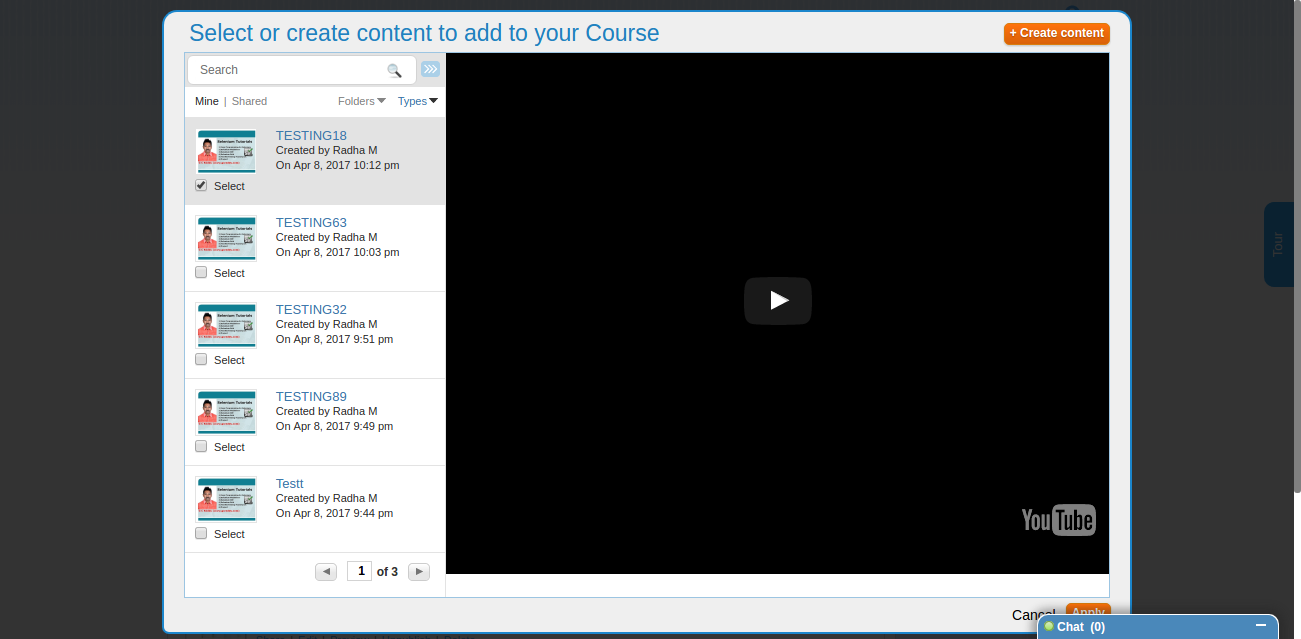 Select or create content to add to your Course
+ Create content
Search
Mine | Shared
Folders
Types
TESTING18
Created by Radha M
On Apr 8, 2017 10:12 pm
Select
TESTING63
Created by Radha M
On Apr 8, 2017 10:03 pm
Select
TESTING32
Created by Radha M
On Apr 8, 2017 9:51 pm
Select
TESTING89
Created by Radha M
On Apr 8, 2017 9:49 pm
Select
Testt
Created by Radha M
On Apr 8, 2017 9:44 pm
Select
1 of 3
YouTube
Tour
Cancel
Apply
Chat (0)